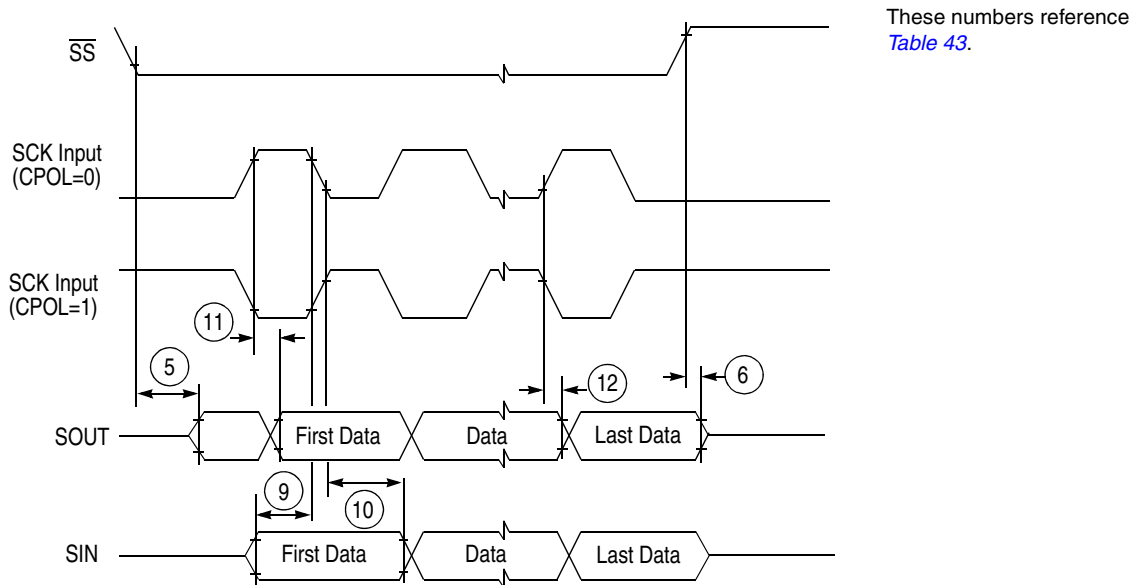 These numbers reference
Table 43.
SS
SCK Input
(CPOL=0)
SCK Input
(CPOL=1)
11
5
12
6
SOUT
First Data
Data
Last Data
9
10
SIN
First Data
Data
Last Data